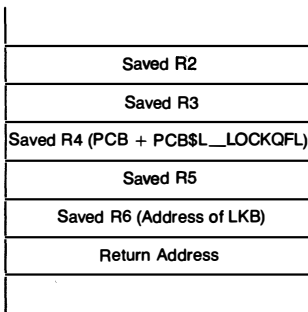 Saved R2
Saved R3
Saved R4 (PCB + PCB$L__LOCKQFL)
Saved R5
Saved R6 (Address of LKB)
Return Address